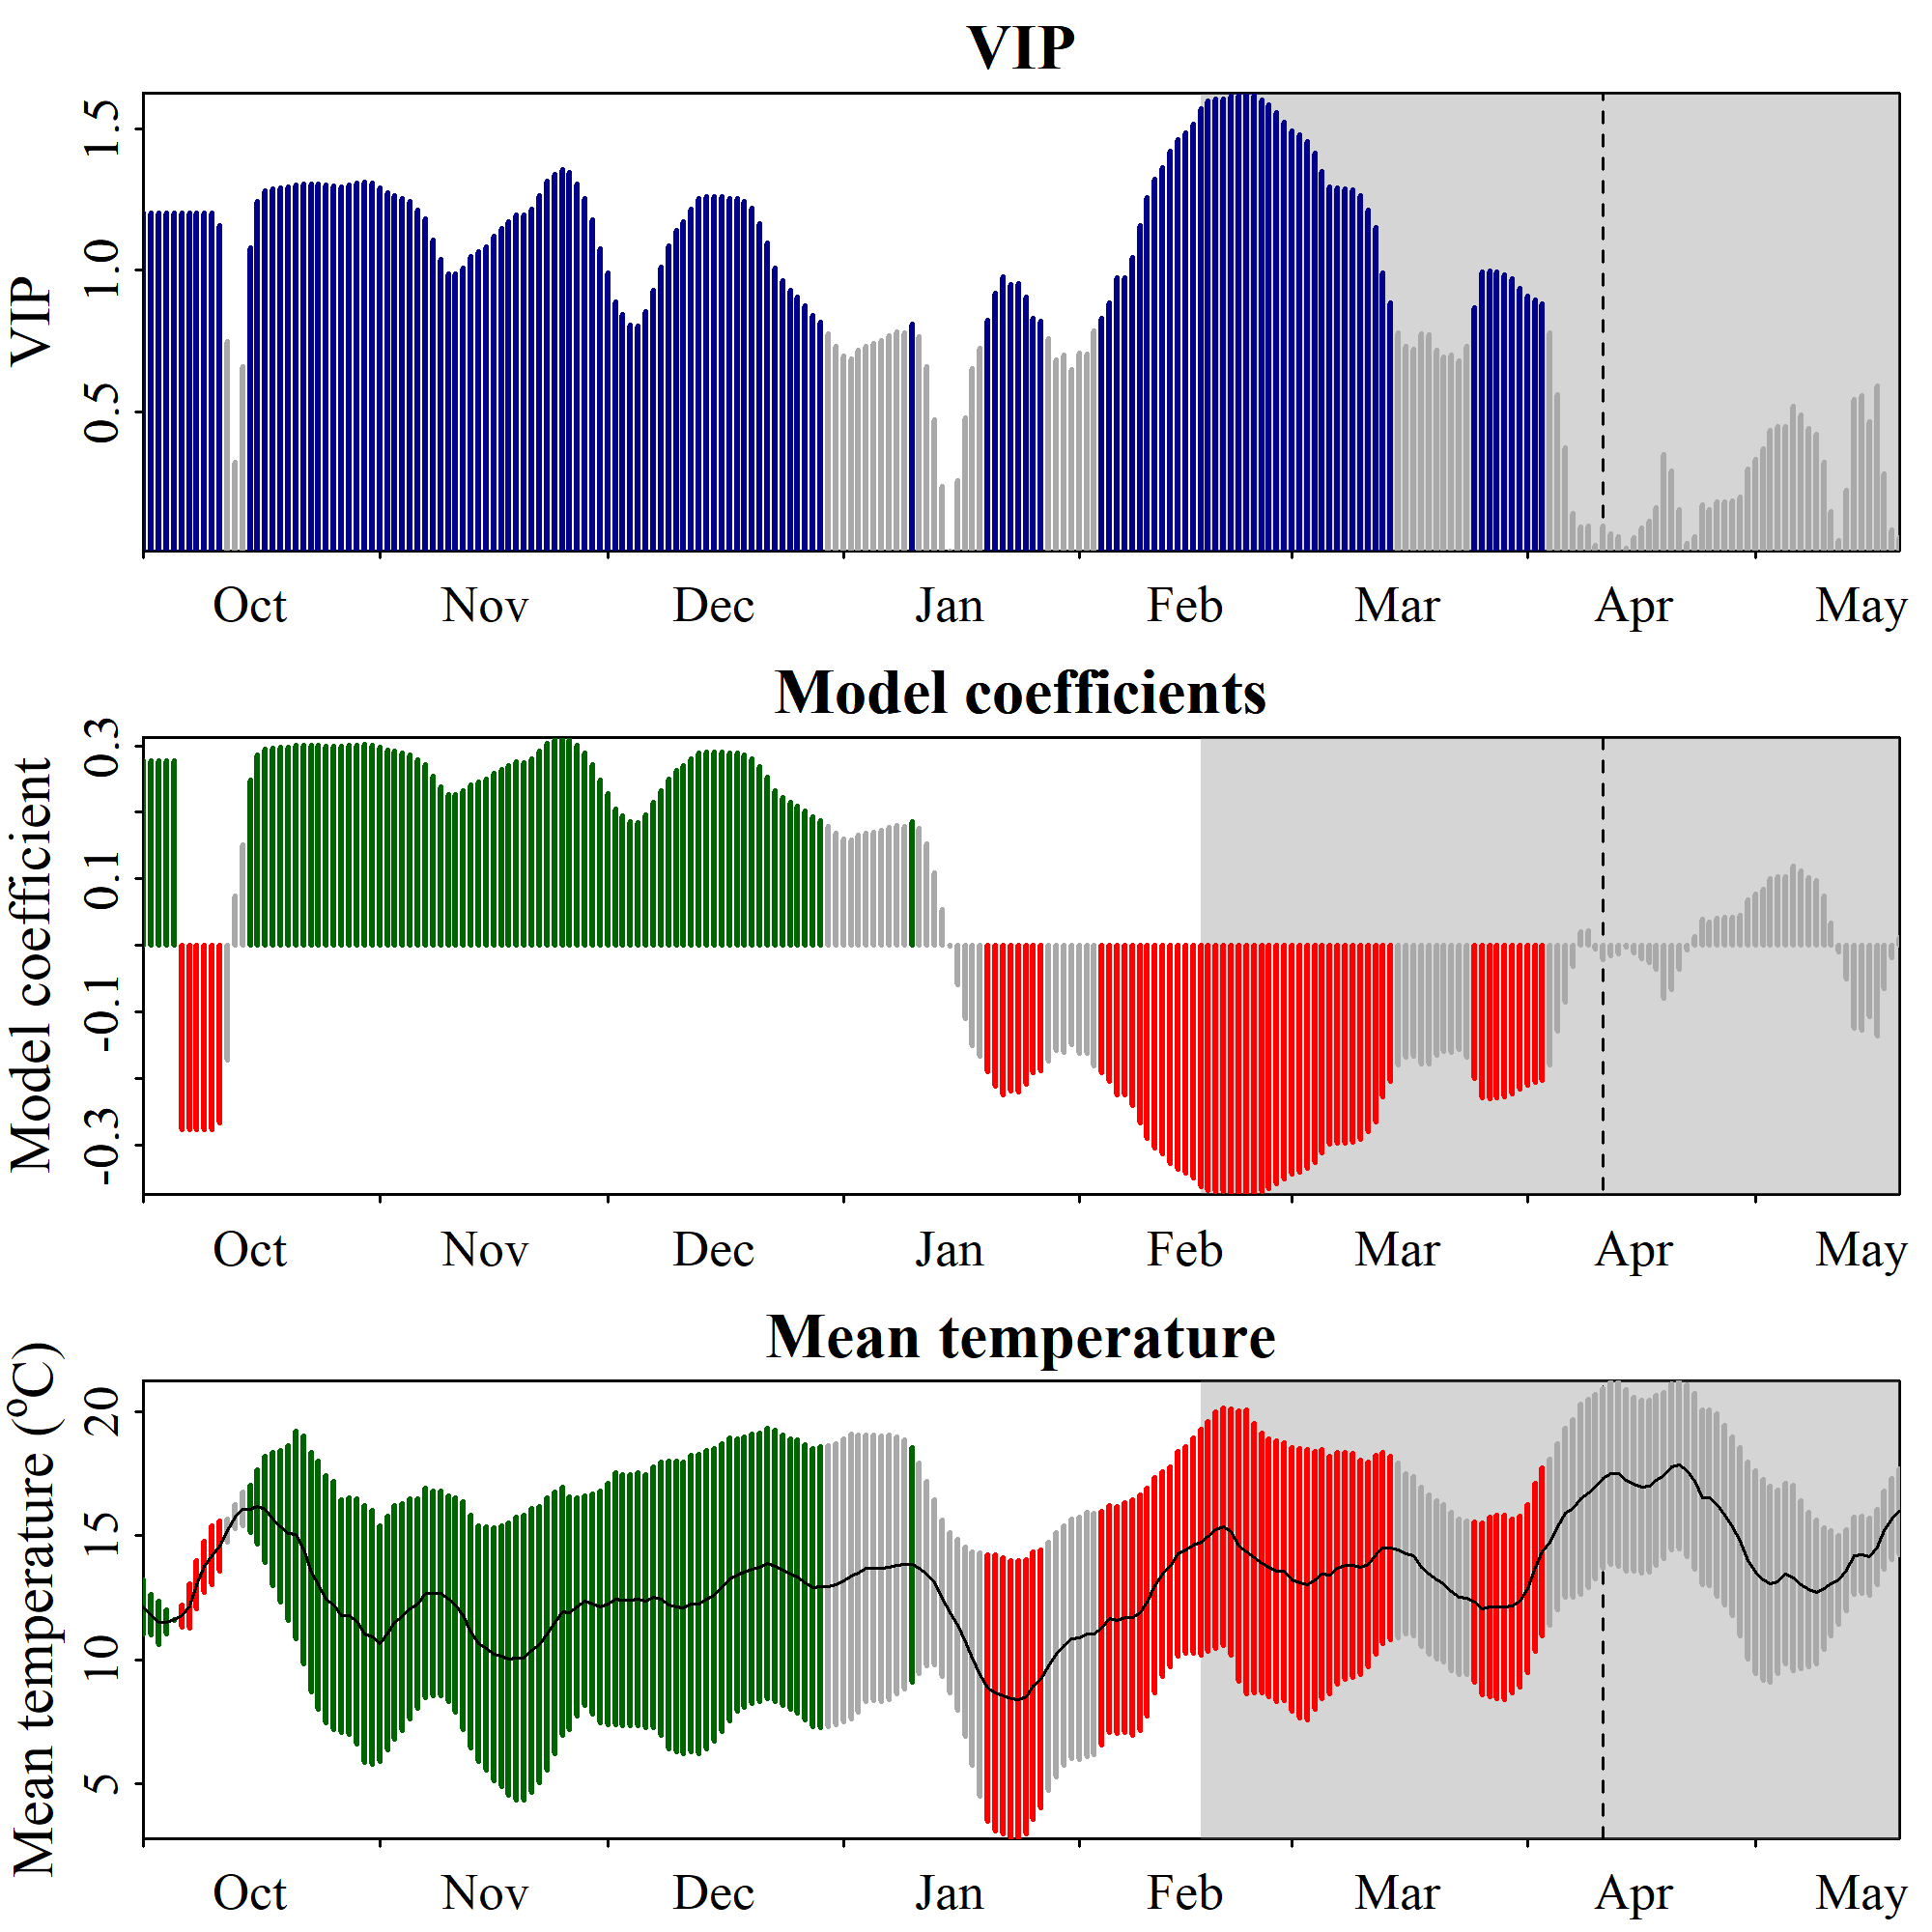 VIP
VIP
0.5 1.0 1.5
Oct Nov Dec Jan Feb Mar Apr May
Model coefficients
Model coefficient
-0.3 -0.1 0.1 0.3
Oct Nov Dec Jan Feb Mar Apr May
Mean temperature
Mean temperature (°C)
5 10 15 20
Oct Nov Dec Jan Feb Mar Apr May